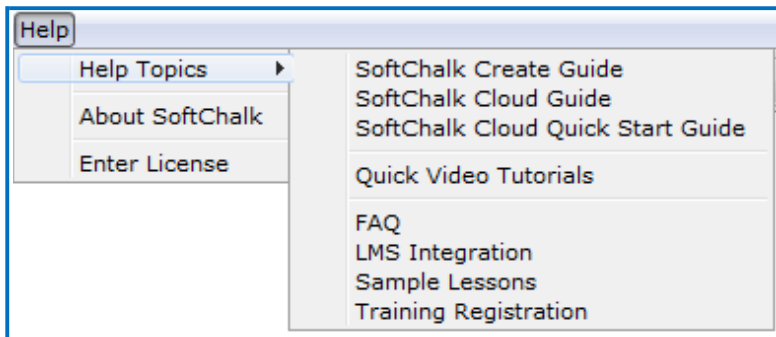 Help
Help Topics
About SoftChalk
Enter License
SoftChalk Create Guide
SoftChalk Cloud Guide
SoftChalk Cloud Quick Start Guide
Quick Video Tutorials
FAQ
LMS Integration
Sample Lessons
Training Registration